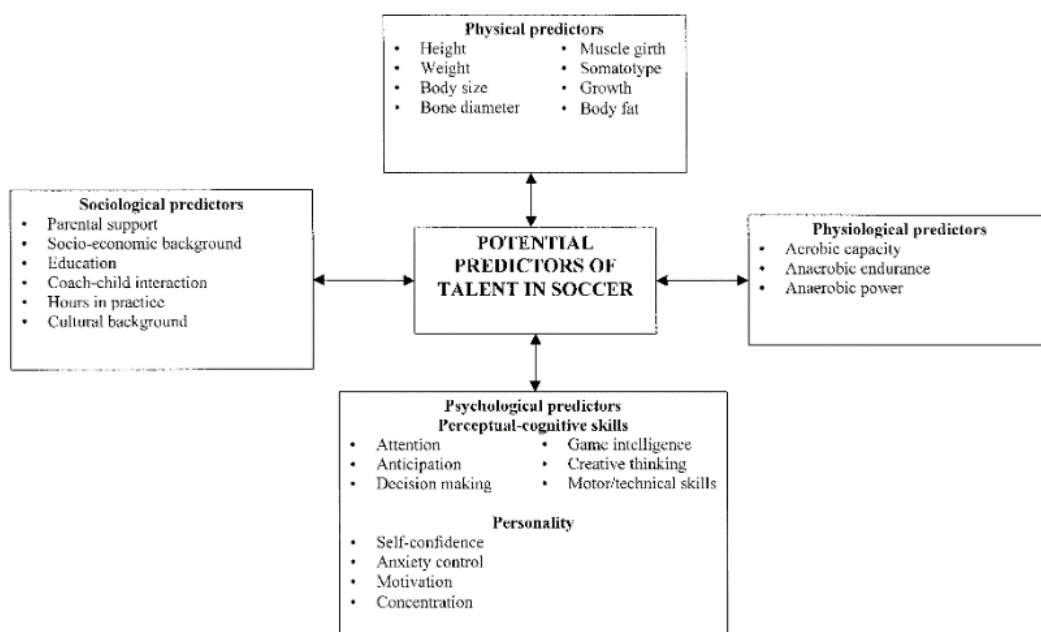 Physical predictors
• Height
• Weight
• Body size
• Bone diameter
• Muscle girth
• Somatotype
• Growth
• Body fat
Sociological predictors
• Parental support
• Socio-economic background
• Education
• Coach-child interaction
• Hours in practice
• Cultural background
POTENTIAL
PREDICTORS OF
TALENT IN SOCCER
Physiological predictors
• Aerobic capacity
• Anaerobic endurance
• Anaerobic power
Psychological predictors
Perceptual-cognitive skills
• Attention
• Anticipation
• Decision making
• Game intelligence
• Creative thinking
• Motor/technical skills
Personality
• Self-confidence
• Anxiety control
• Motivation
• Concentration